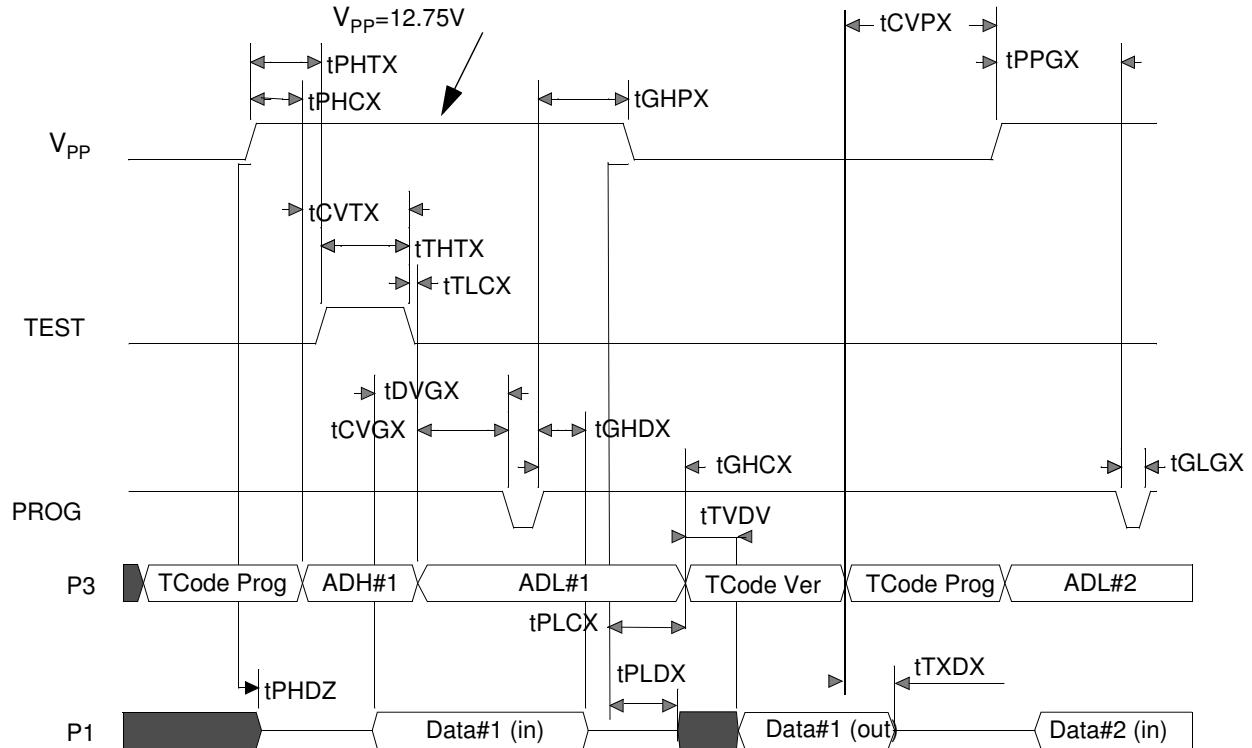 V_PP=12.75V
tCVPX
tPHTX
tPPGX
tPHCX
tGHPX
V_PP
tCVTX
tTHTX
tTLCX
TEST
tDVGX
tCVGX
tGHDX
tGHCX
tGLGX
PROG
tTVDV
P3 TCode Prog ADH#1 ADL#1 TCode Ver TCode Prog ADL#2
tPLCX
tPLDX
tTXDX
tPHDZ
P1 Data#1 (in) Data#1 (out) Data#2 (in)